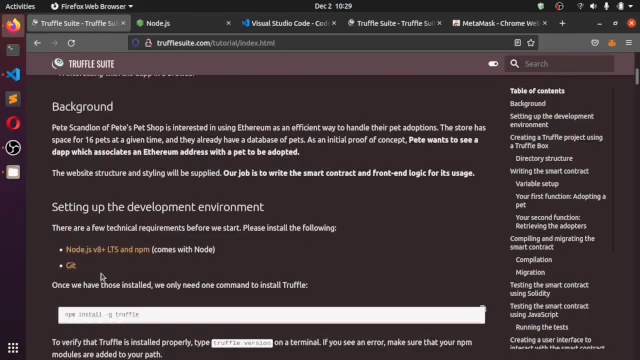 Activities
Firefox Web Browser
Dec 2 10:29
Truffle Suite - Truffle Su
Node.js
Visual Studio Code - Cod
Truffle Suite - Truffle Su
MetaMask - Chrome Web
trufflesuite.com/tutorial/index.html
TRUFFLE SUITE
Search
Background
Pete Scandlon of Pete's Pet Shop is interested in using Ethereum as an efficient way to handle their pet adoptions. The store has
space for 16 pets at a given time, and they already have a database of pets. As an initial proof of concept, Pete wants to see a
dapp which associates an Ethereum address with a pet to be adopted.
The website structure and styling will be supplied. Our job is to write the smart contract and front-end logic for its usage.
Setting up the development environment
There are a few technical requirements before we start. Please install the following:
Node.js v8+ LTS and npm (comes with Node)
Git
Once we have those installed, we only need one command to install Truffle:
npm install -g truffle
To verify that Truffle is installed properly, type truffle version on a terminal. If you see an error, make sure that your npm
modules are added to your path.
Table of contents
Background
Setting up the development environment
Creating a Truffle project using a
Truffle Box
Directory structure
Writing the smart contract
Variable setup
Your first function: Adopting a
pet
Your second function: Retrieving
the adopters
Compiling and migrating the smart
contract
Compilation
Migration
Testing the smart contract using
Solidity
Testing the smart contract using
JavaScript
Running the tests
Creating a user interface to interact
with the smart contract